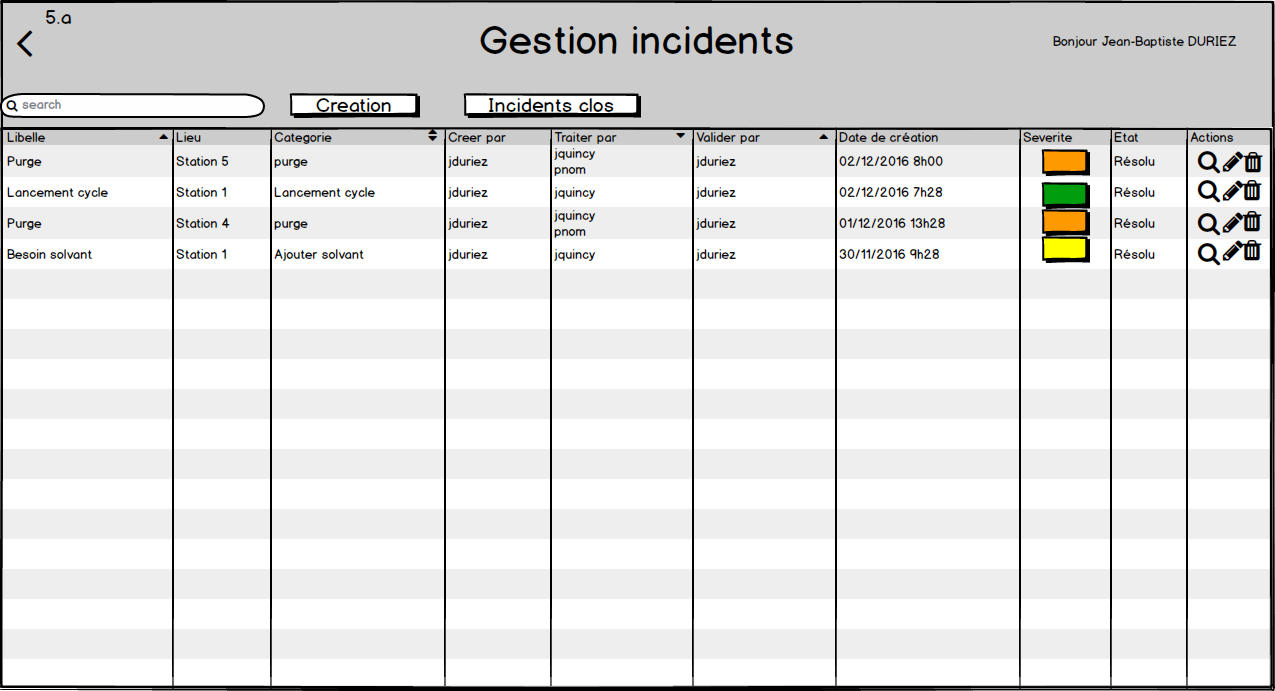 5.a
Gestion incidents
Bonjour Jean-Baptiste DURIEZ
search
Creation
Incidents clos
Libelle Lieu Categorie Creer par Traiter par Valider par Date de création Severite Etat Actions
Purge Station 5 purge jduriez jquincy pnom jduriez 02/12/2016 8h00 Résolu
Lancement cycle Station 1 Lancement cycle jduriez jquincy jduriez 02/12/2016 7h28 Résolu
Purge Station 4 purge jduriez jquincy pnom jduriez 01/12/2016 13h28 Résolu
Besoin solvant Station 1 Ajouter solvant jduriez jquincy jduriez 30/11/2016 9h28 Résolu